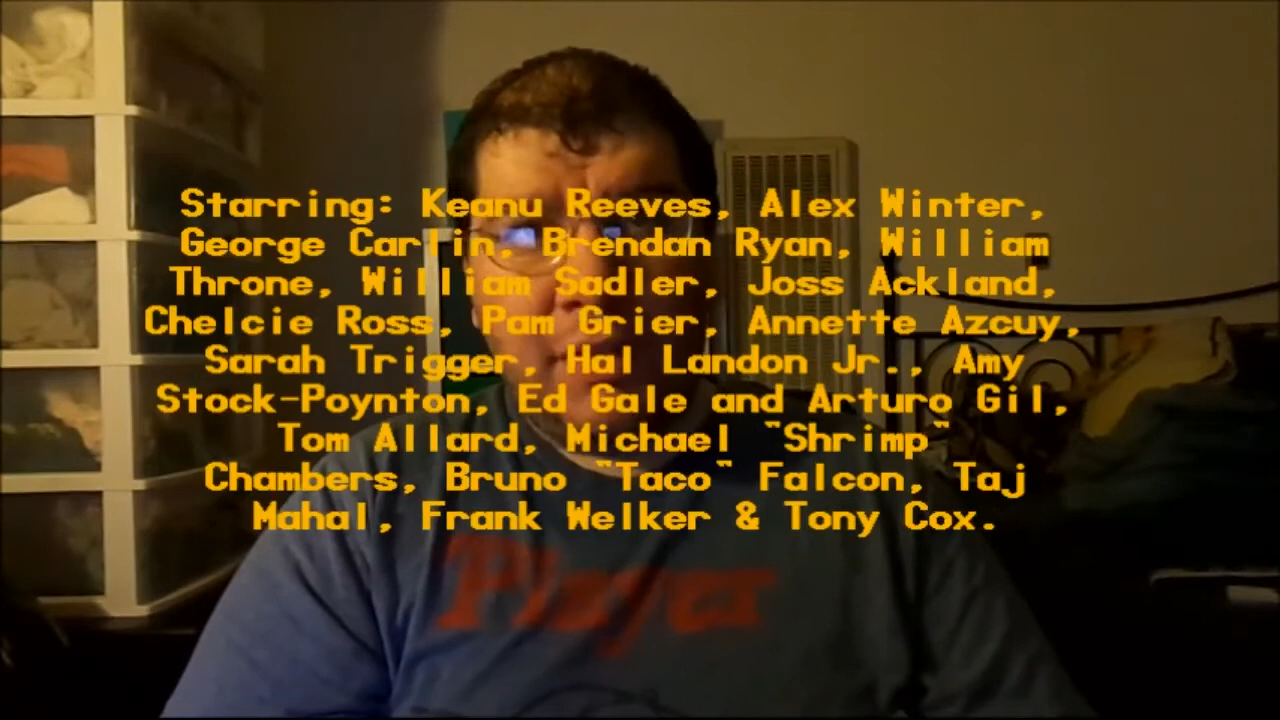 Starring: Keanu Reeves, Alex Winter,
George Carlin, Brendan Ryan, William
Throne, William Sadler, Joss Ackland,
Chelcie Ross, Pam Grier, Annette Azcuy,
Sarah Trigger, Hal Landon Jr., Amy
Stock-Poynton, Ed Gale and Arturo Gil,
Tom Allard, Michael "Shrimp"
Chambers, Bruno "Taco" Falcon, Taj
Mahal, Frank Welker & Tony Cox.
Player